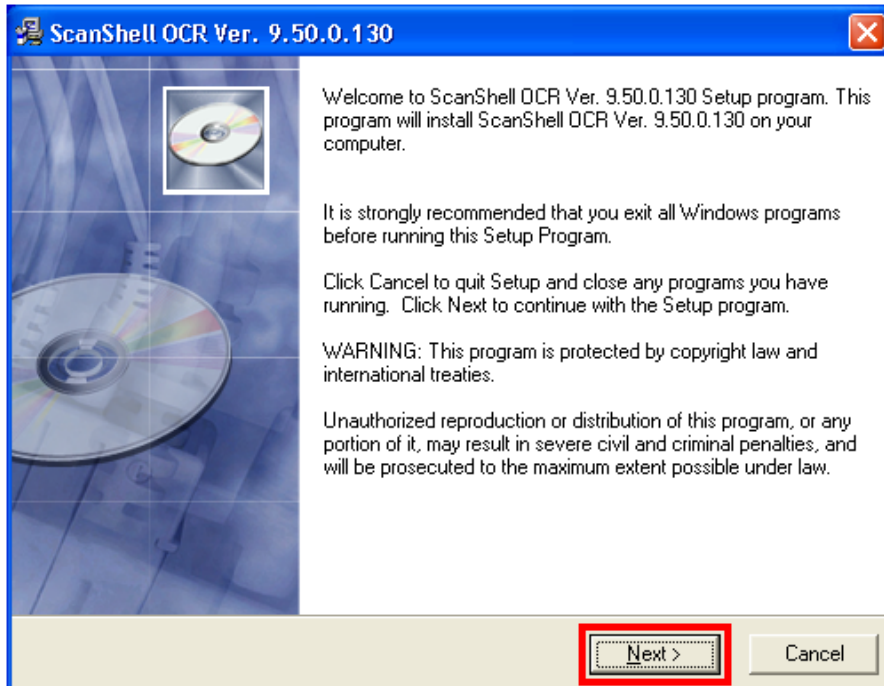 ScanShell OCR Ver. 9.50.0.130
Welcome to ScanShell OCR Ver. 9.50.0.130 Setup program. This
program will install ScanShell OCR Ver. 9.50.0.130 on your
computer.
It is strongly recommended that you exit all Windows programs
before running this Setup Program.
Click Cancel to quit Setup and close any programs you have
running. Click Next to continue with the Setup program.
WARNING: This program is protected by copyright law and
international treaties.
Unauthorized reproduction or distribution of this program, or any
portion of it, may result in severe civil and criminal penalties, and
will be prosecuted to the maximum extent possible under law.
Next >
Cancel